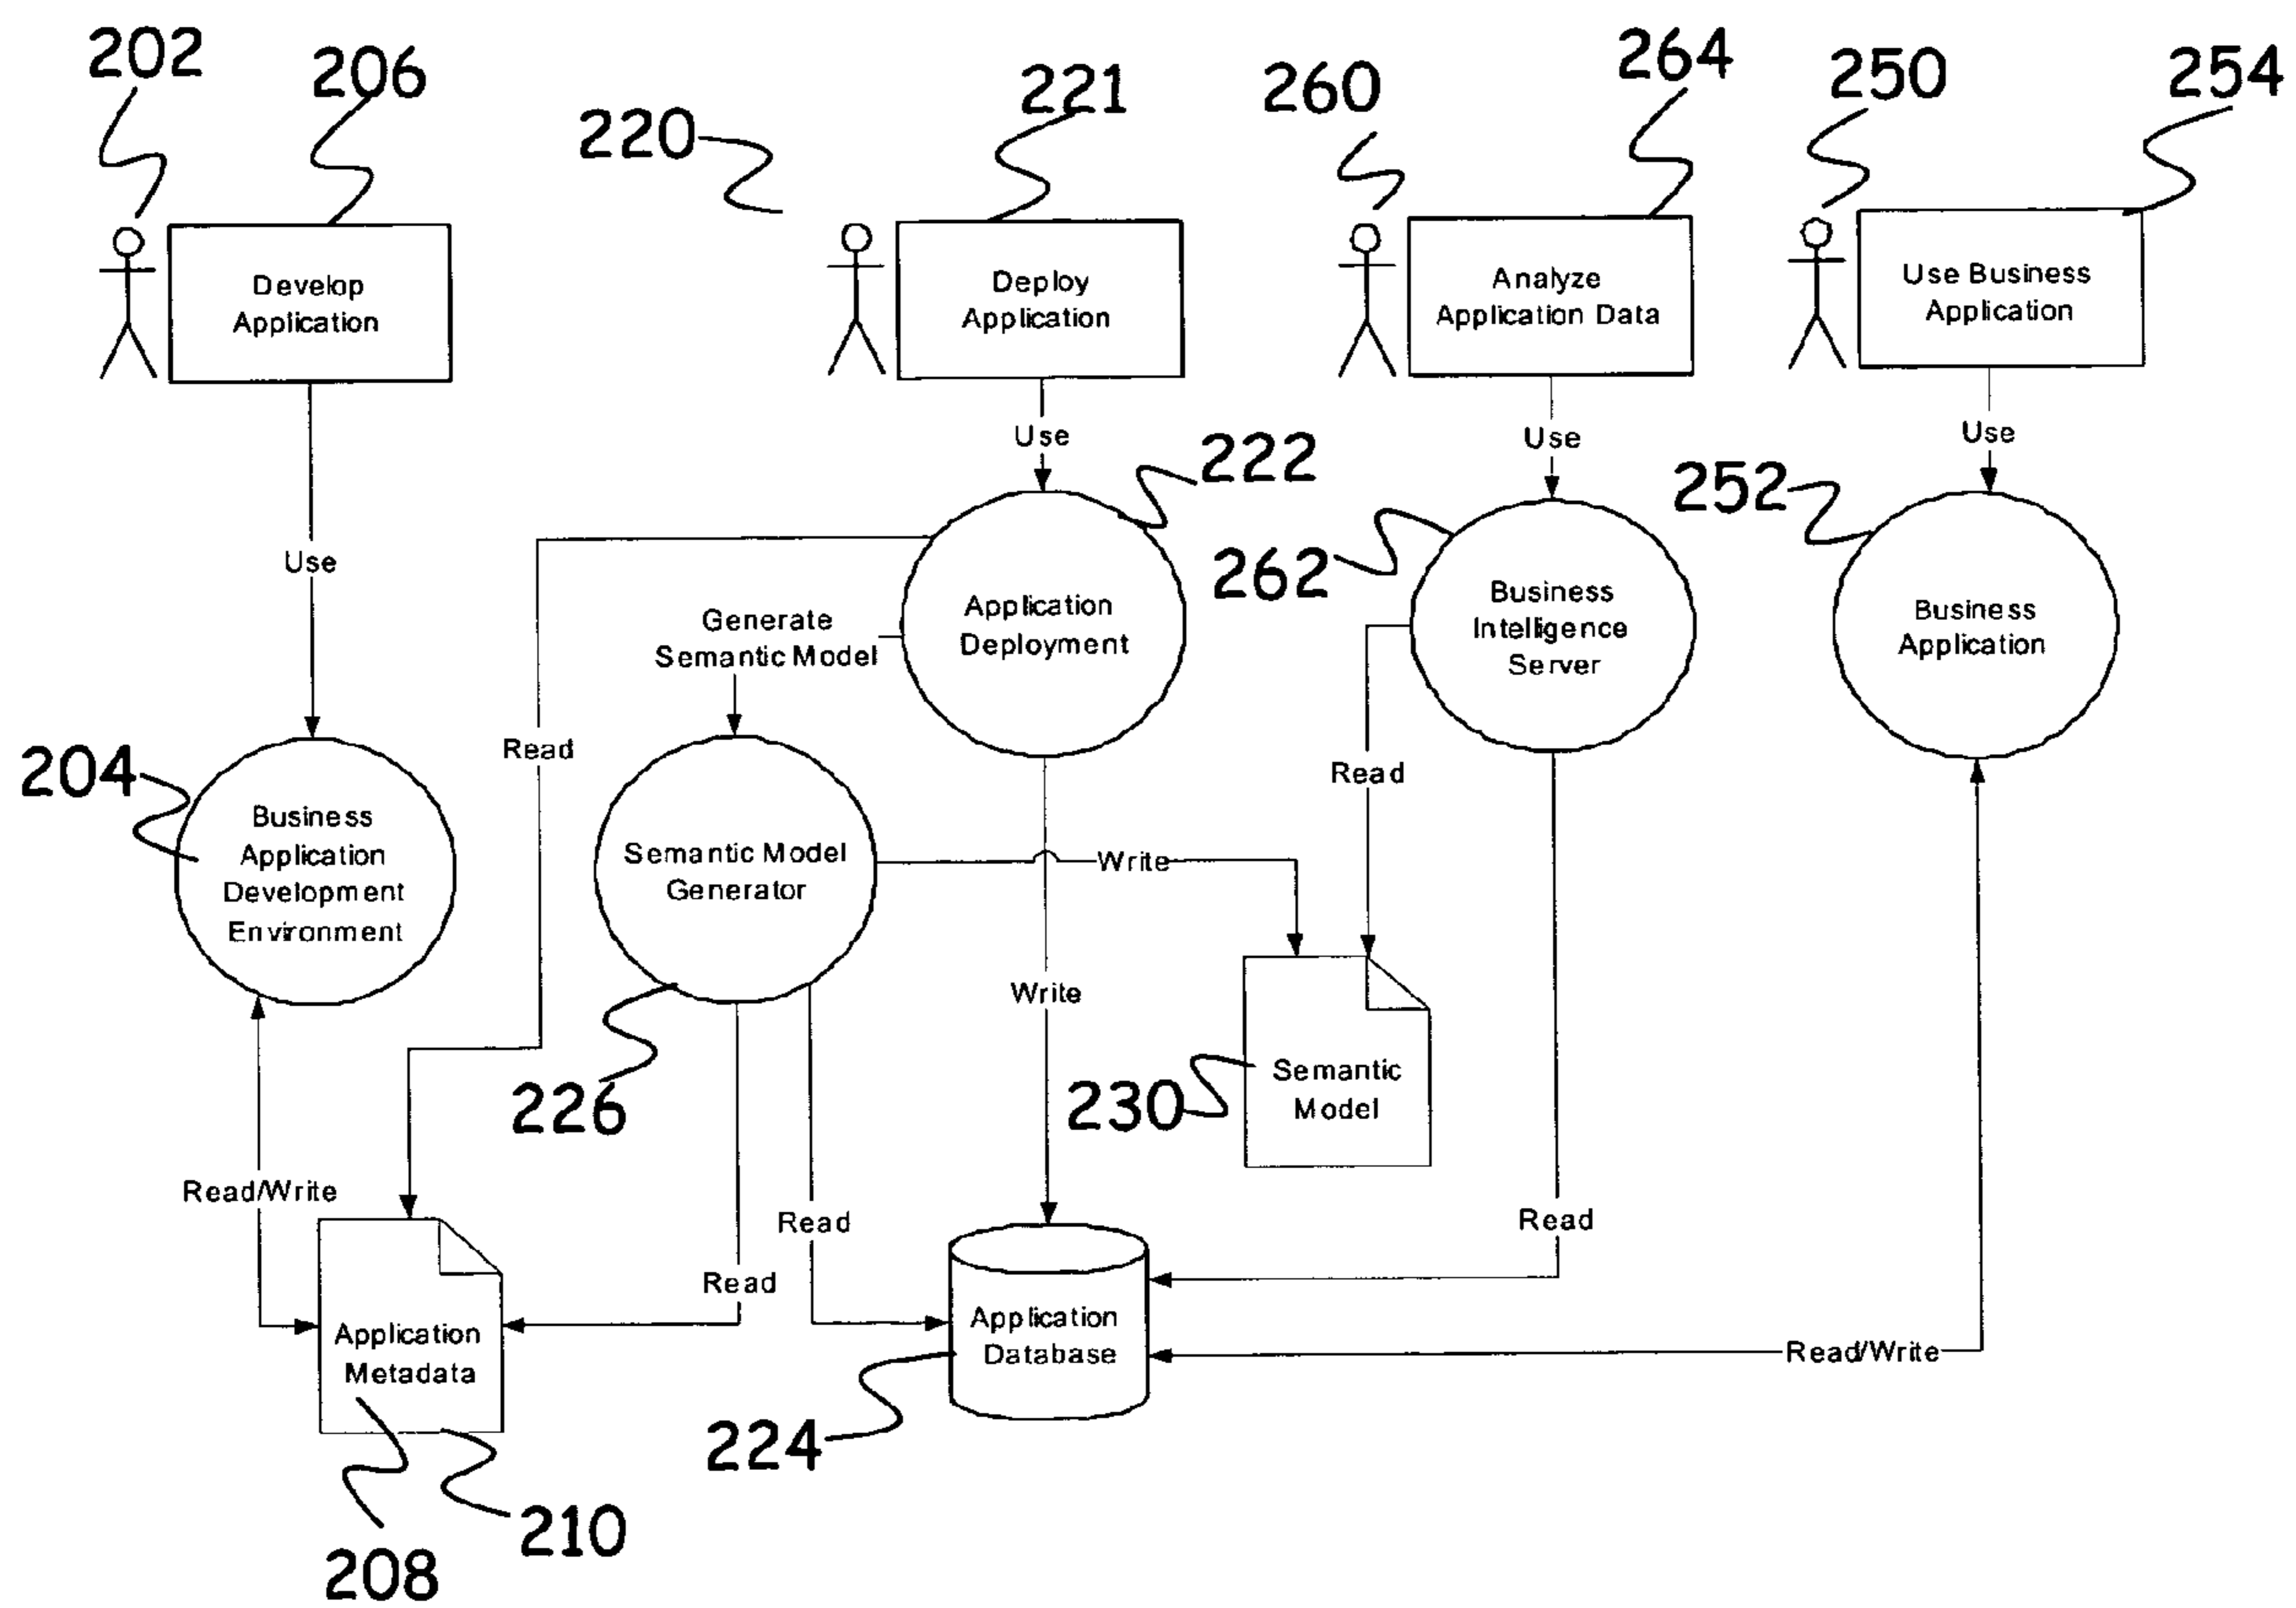 202
206
220
221
260
264
250
254
Develop
Application
Deploy
Application
Analyze
Application Data
Use Business
Application
Use
Use
Use
Use
222
262
252
Generate
Semantic Model
Application
Deployment
Business
Intelligence
Server
Business
Application
204
Read
Read
Business
Application
Development
Environment
Semantic Model
Generator
Write
Write
226
230
Semantic
Model
Read/Write
Read
Read
Read
Application
Metadata
Application
Database
Read/Write
224
208
210